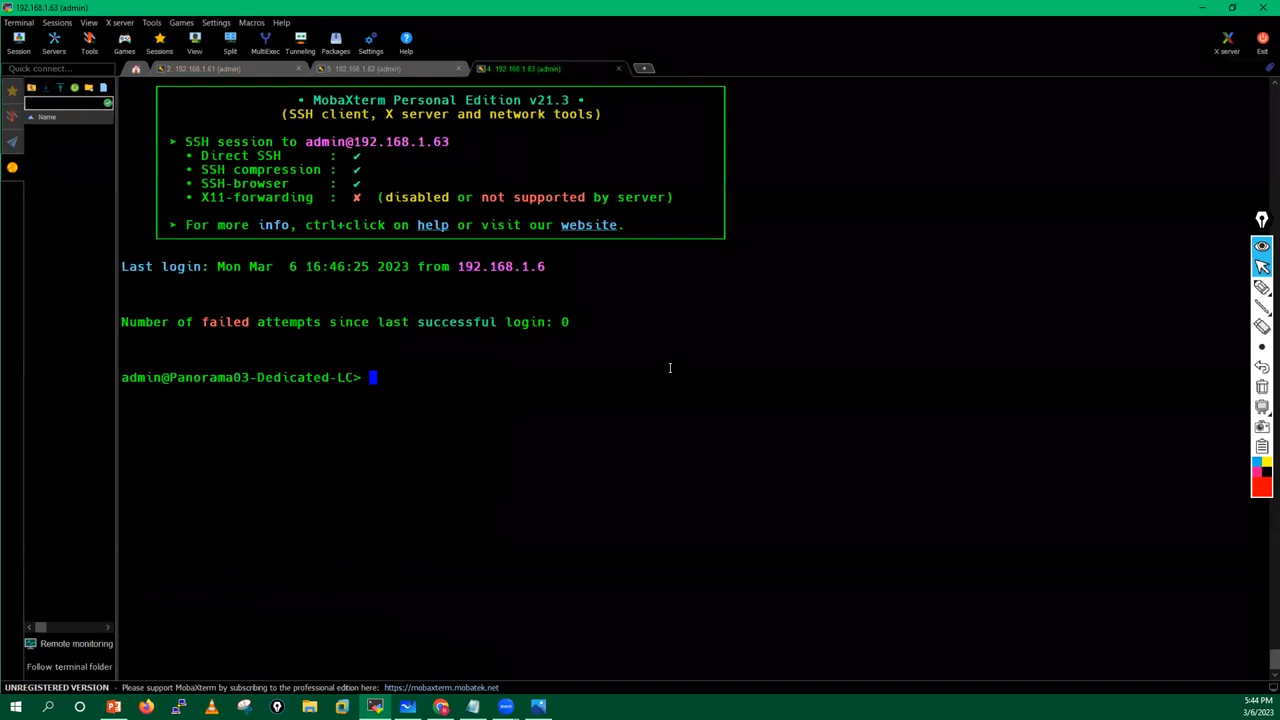 192.168.1.63 (admin)
Terminal Sessions View X server Tools Games Settings Macros Help
Session Servers Tools Games Sessions View Split MultiExec Tunneling Packages Settings Help X server Exit
Quick connect...
2. 192.168.1.61 (admin)
5. 192.168.1.62 (admin)
4. 192.168.1.63 (admin)
Name
• MobaXterm Personal Edition v21.3 •
(SSH client, X server and network tools)
➤ SSH session to admin@192.168.1.63
• Direct SSH : ✔
• SSH compression : ✔
• SSH-browser : ✔
• X11-forwarding : ✘ (disabled or not supported by server)
➤ For more info, ctrl+click on help or visit our website.
Last login: Mon Mar 6 16:46:25 2023 from 192.168.1.6
Number of failed attempts since last successful login: 0
admin@Panorama03-Dedicated-LC>
Remote monitoring
Follow terminal folder
UNREGISTERED VERSION - Please support MobaXterm by subscribing to the professional edition here: https://mobaxterm.mobatek.net
5:44 PM
3/6/2023